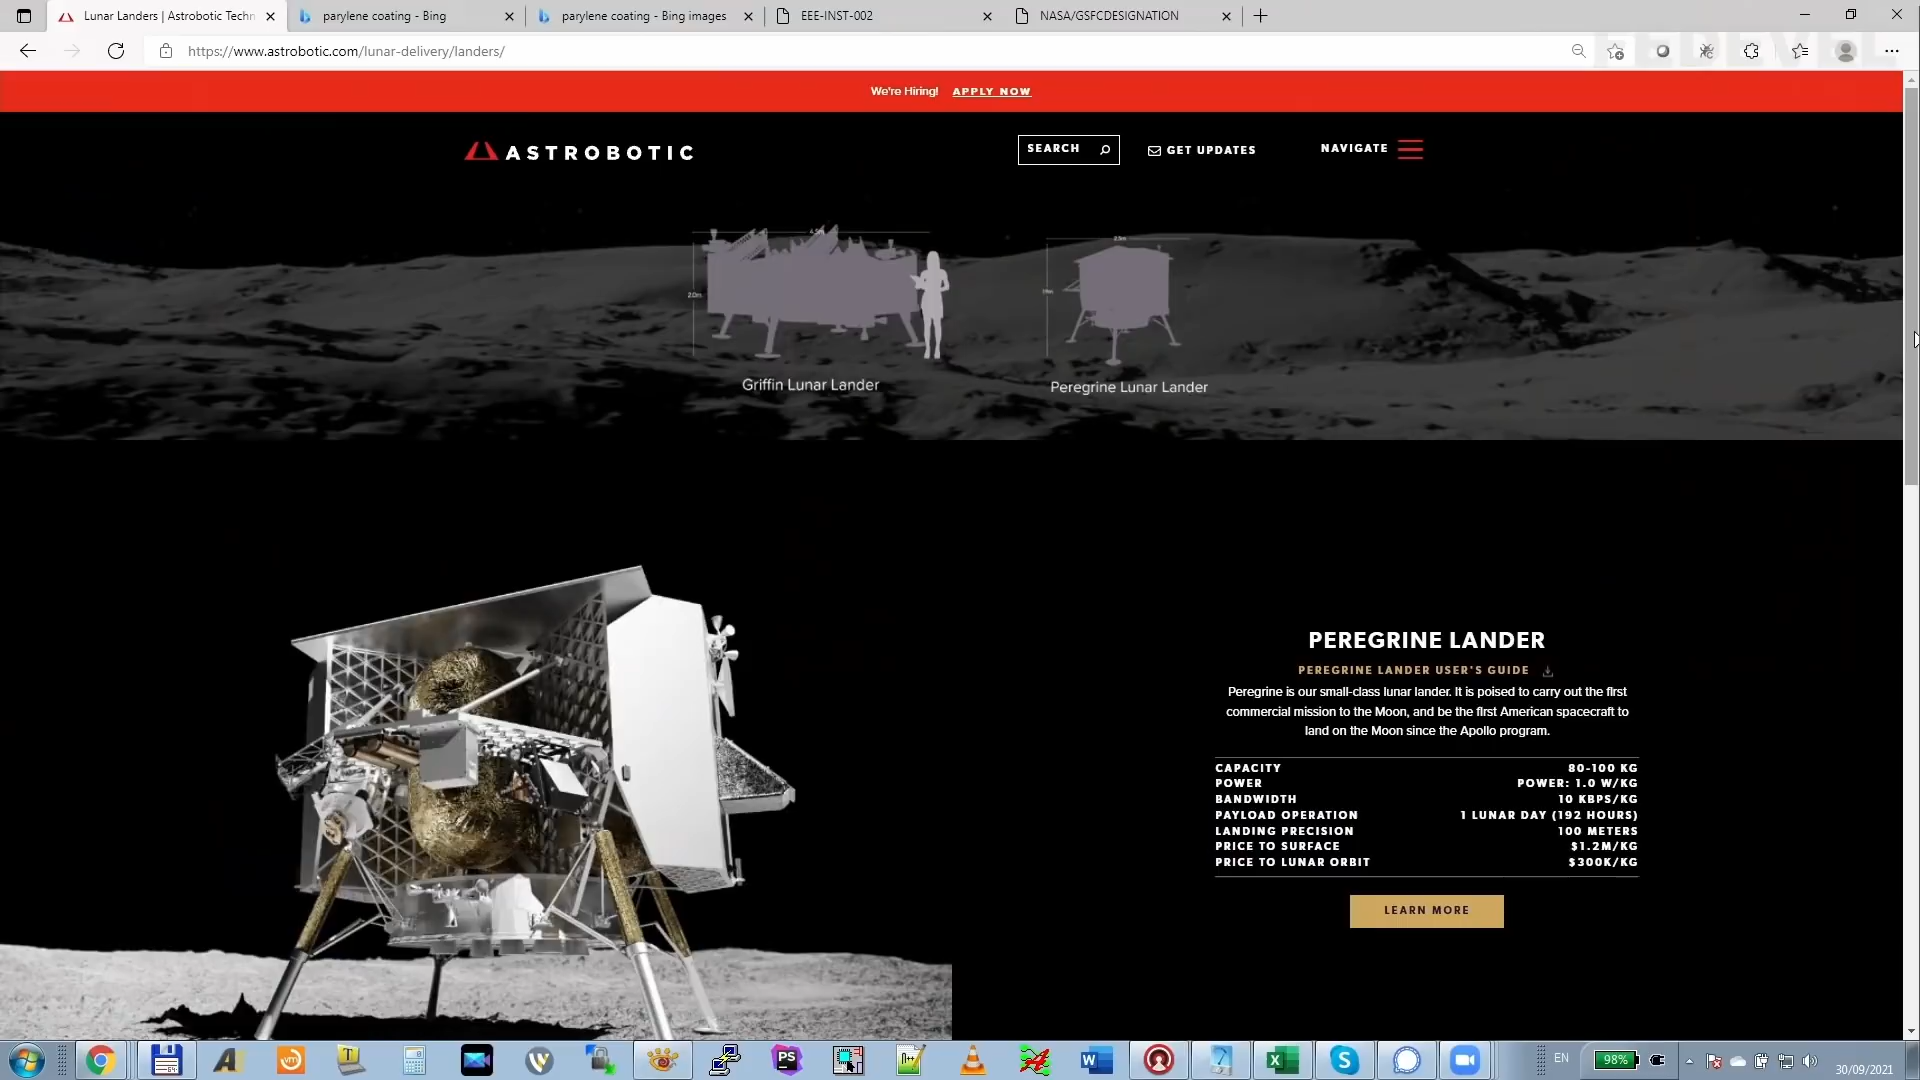 Lunar Landers | Astrobotic Techn
parylene coating - Bing
parylene coating - Bing images
EEE-INST-002
NASA/GSFCDESIGNATION
https://www.astrobotic.com/lunar-delivery/landers/
We're Hiring! APPLY NOW
ASTROBOTIC
SEARCH
GET UPDATES
NAVIGATE
2.0m
Griffin Lunar Lander
2.5m
Peregrine Lunar Lander
PEREGRINE LANDER
PEREGRINE LANDER USER'S GUIDE
Peregrine is our small-class lunar lander. It is poised to carry out the first
commercial mission to the Moon, and be the first American spacecraft to
land on the Moon since the Apollo program.
CAPACITY 80-100 KG
POWER POWER: 1.0 W/KG
BANDWIDTH 10 KBPS/KG
PAYLOAD OPERATION 1 LUNAR DAY (192 HOURS)
LANDING PRECISION 100 METERS
PRICE TO SURFACE $1.2M/KG
PRICE TO LUNAR ORBIT $300K/KG
LEARN MORE
EN
98%
30/09/2021